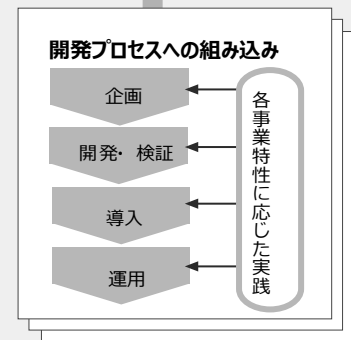 開発プロセスへの組み込み
企画
開発・ 検証
導入
運用
各事業特性に応じた実践